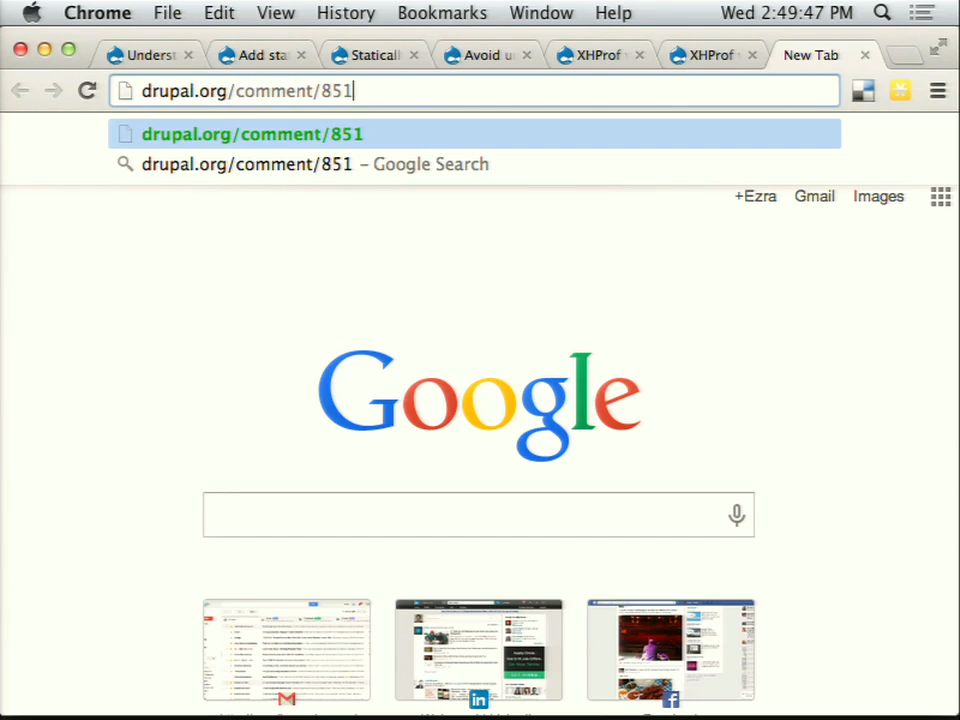 Chrome File Edit View History Bookmarks Window Help Wed 2:49:47 PM
Underst Add sta Staticall Avoid u XHProf XHProf New Tab
drupal.org/comment/851
drupal.org/comment/851
drupal.org/comment/851 – Google Search
+Ezra Gmail Images
Google